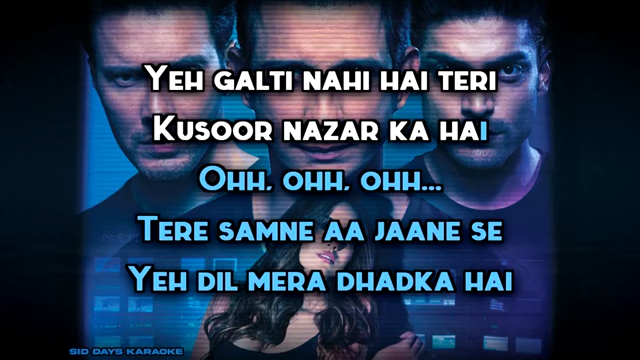 Yeh galti nahi hai teri
Kusoor nazar ka hai
Ohh, ohh, ohh...
Tere samne aa jaane se
Yeh dil mera dhadka hai
SID DAYS KARAOKE